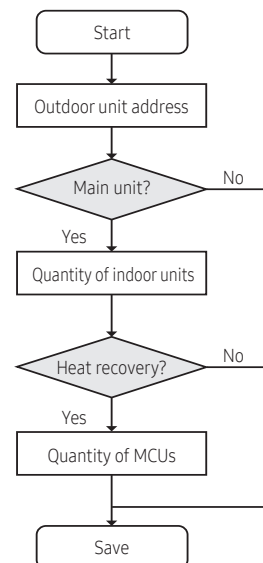 Start
Outdoor unit address
Main unit?
No
Yes
Quantity of indoor units
Heat recovery?
No
Yes
Quantity of MCUs
Save